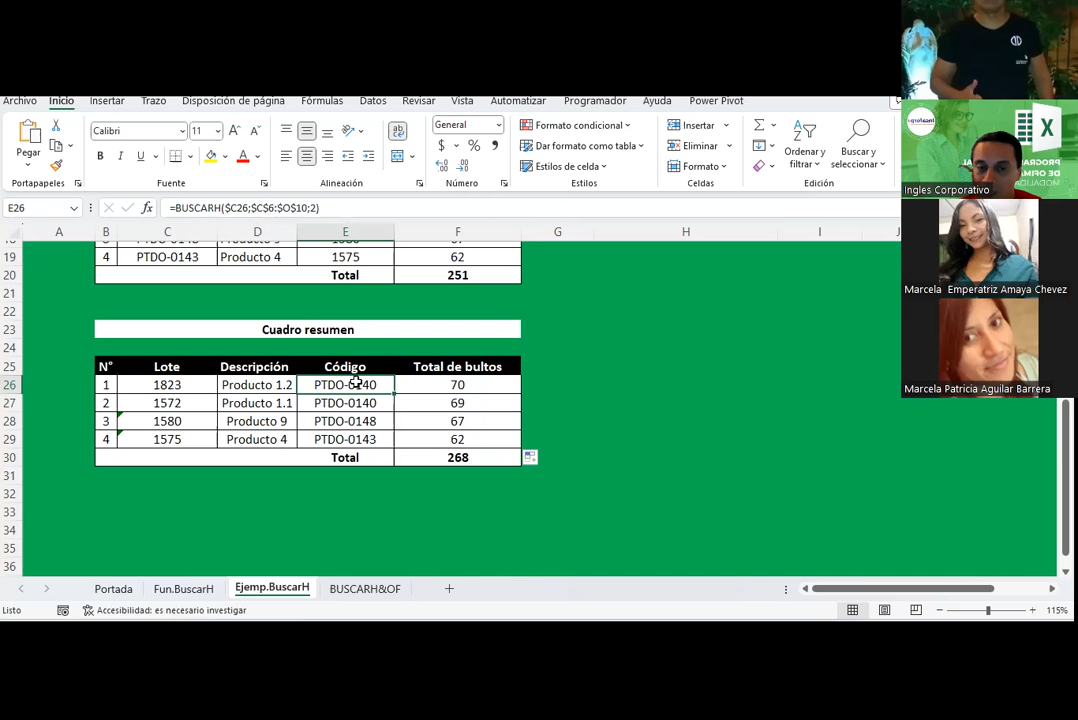 Archivo Inicio Insertar Trazo Disposición de página Fórmulas Datos Revisar Vista Automatizar Programador Ayuda Power Pivot
Pegar
Portapapeles
Calibri 11
N K S
Fuente
ab
Alineación
General
$ % 000
Número
Formato condicional
Dar formato como tabla
Estilos de celda
Estilos
Insertar
Eliminar
Formato
Celdas
Ordenar y filtrar
Buscar y seleccionar
Edición
E26 fx =BUSCARH($C26;$C$6:$O$10;2)
A B C D E F G H I
19 4 PTDO-0143 Producto 4 1575 62
20 Total 251
21
22
23 Cuadro resumen
24
25 N° Lote Descripción Código Total de bultos
26 1 1823 Producto 1.2 PTDO-0140 70
27 2 1572 Producto 1.1 PTDO-0140 69
28 3 1580 Producto 9 PTDO-0148 67
29 4 1575 Producto 4 PTDO-0143 62
30 Total 268
31
32
33
34
35
36
Portada Fun.BuscarH Ejemp.BuscarH BUSCARH&OF
Listo Accesibilidad: es necesario investigar 115%
Ingles Corporativo
Marcela Emperatriz Amaya Chevez
Marcela Patricia Aguilar Barrera